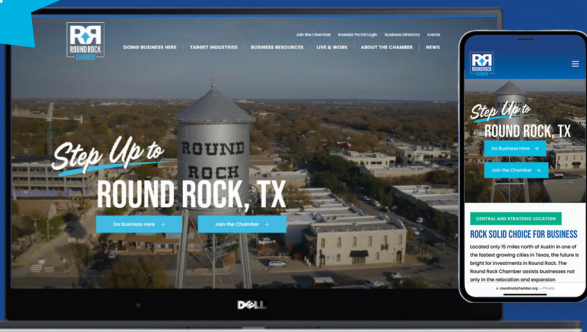 Join the Chamber Investor Portal Login Business Directory Events
RR
ROUND ROCK
CHAMBER
DOING BUSINESS HERE TARGET INDUSTRIES BUSINESS RESOURCES LIVE & WORK ABOUT THE CHAMBER NEWS
Step Up to
ROUND
ROCK
ROUND ROCK, TX
Do Business Here → Join the Chamber →
DELL
RR
ROUND ROCK
CHAMBER
Step Up to
ROUND ROCK, TX
Do Business Here →
Join the Chamber →
CENTRAL AND STRATEGIC LOCATION
ROCK SOLID CHOICE FOR BUSINESS
Located only 15 miles north of Austin in one of
the fastest growing cities in Texas, the future is
bright for investments in Round Rock. The
Round Rock Chamber assists businesses not
only in the relocation and expansion
roundrockchamber.org — Private